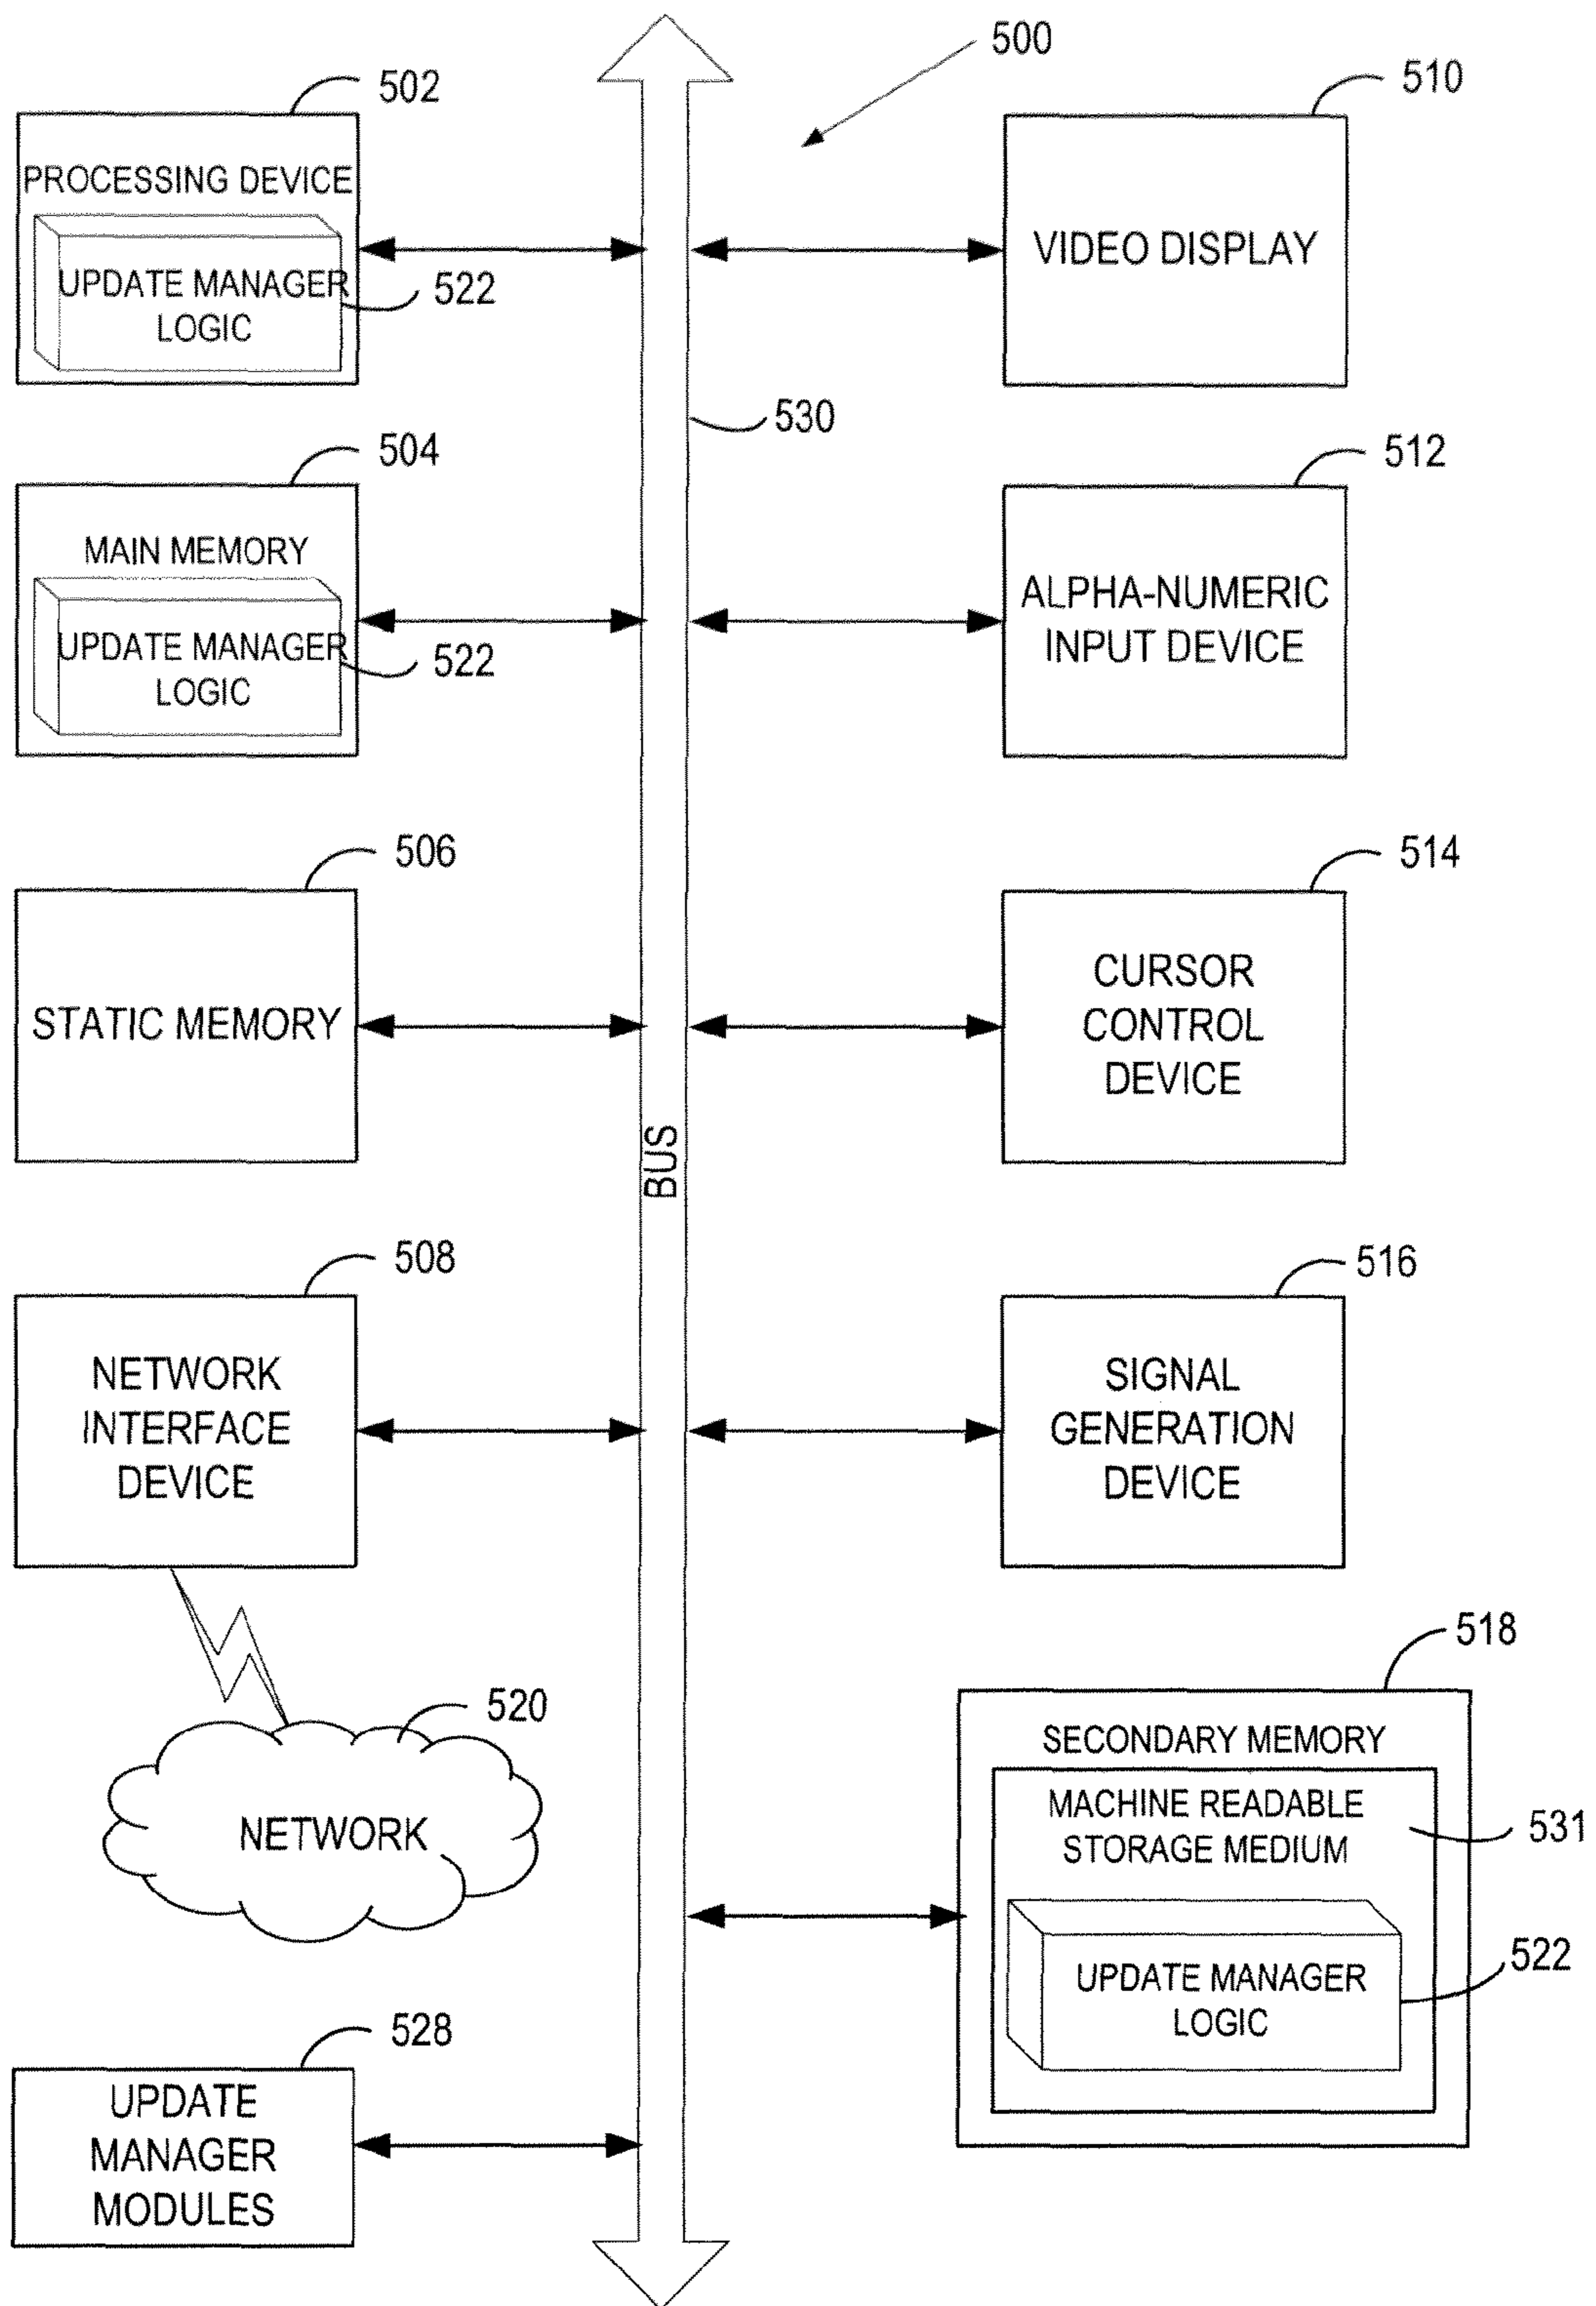 500
502
PROCESSING DEVICE
UPDATE MANAGER
LOGIC
522
510
VIDEO DISPLAY
530
504
MAIN MEMORY
UPDATE MANAGER
LOGIC
522
512
ALPHA-NUMERIC
INPUT DEVICE
506
STATIC MEMORY
514
CURSOR
CONTROL
DEVICE
BUS
508
NETWORK
INTERFACE
DEVICE
516
SIGNAL
GENERATION
DEVICE
520
NETWORK
518
SECONDARY MEMORY
MACHINE READABLE
STORAGE MEDIUM
531
UPDATE MANAGER
LOGIC
522
528
UPDATE
MANAGER
MODULES